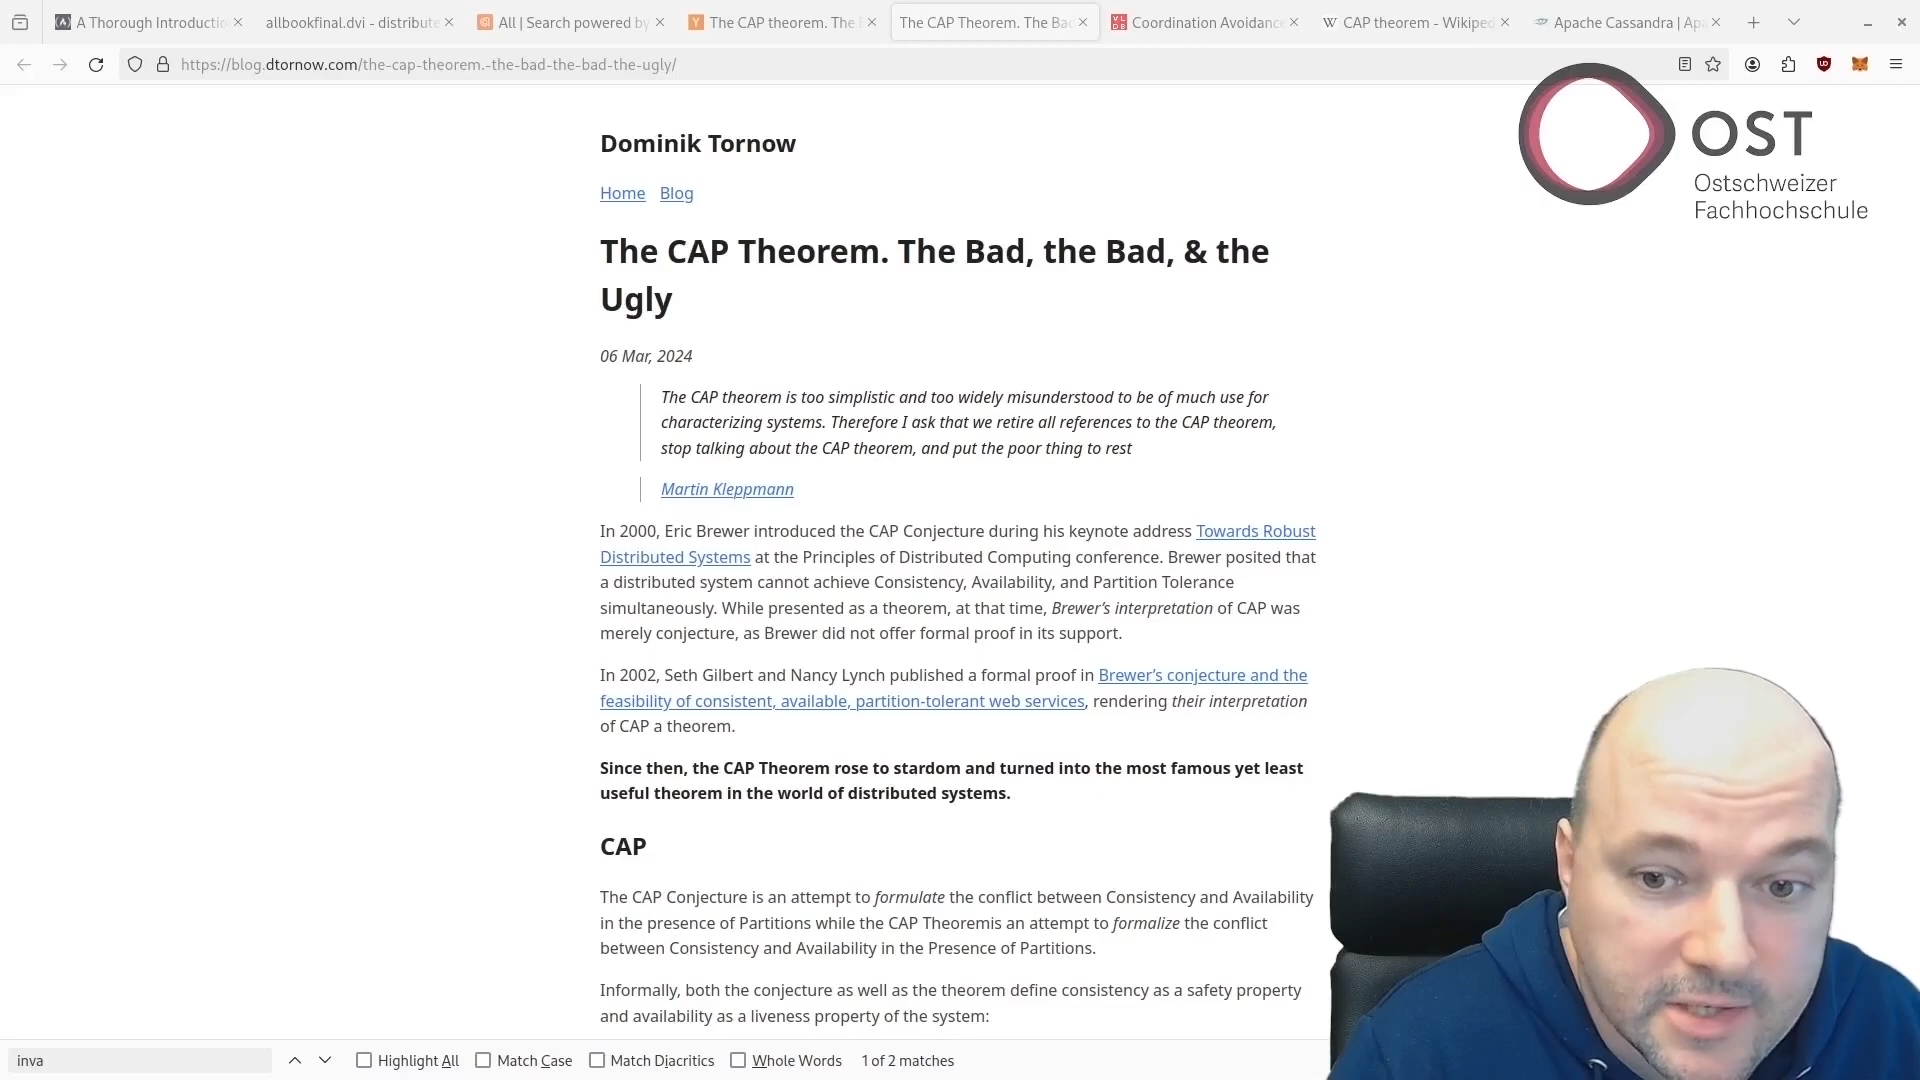 A Thorough Introductio
allbookfinal.dvi - distribute
All | Search powered by
The CAP theorem. The
The CAP Theorem. The Bad
Coordination Avoidance
CAP theorem - Wikiped
Apache Cassandra | Apa
https://blog.dtornow.com/the-cap-theorem.-the-bad-the-bad-the-ugly/
OST
Ostschweizer
Fachhochschule
Dominik Tornow
Home Blog
The CAP Theorem. The Bad, the Bad, & the
Ugly
06 Mar, 2024
The CAP theorem is too simplistic and too widely misunderstood to be of much use for
characterizing systems. Therefore I ask that we retire all references to the CAP theorem,
stop talking about the CAP theorem, and put the poor thing to rest
Martin Kleppmann
In 2000, Eric Brewer introduced the CAP Conjecture during his keynote address Towards Robust
Distributed Systems at the Principles of Distributed Computing conference. Brewer posited that
a distributed system cannot achieve Consistency, Availability, and Partition Tolerance
simultaneously. While presented as a theorem, at that time, Brewer’s interpretation of CAP was
merely conjecture, as Brewer did not offer formal proof in its support.
In 2002, Seth Gilbert and Nancy Lynch published a formal proof in Brewer’s conjecture and the
feasibility of consistent, available, partition-tolerant web services, rendering their interpretation
of CAP a theorem.
Since then, the CAP Theorem rose to stardom and turned into the most famous yet least
useful theorem in the world of distributed systems.
CAP
The CAP Conjecture is an attempt to formulate the conflict between Consistency and Availability
in the presence of Partitions while the CAP Theoremis an attempt to formalize the conflict
between Consistency and Availability in the Presence of Partitions.
Informally, both the conjecture as well as the theorem define consistency as a safety property
and availability as a liveness property of the system:
inva
Highlight All
Match Case
Match Diacritics
Whole Words
1 of 2 matches